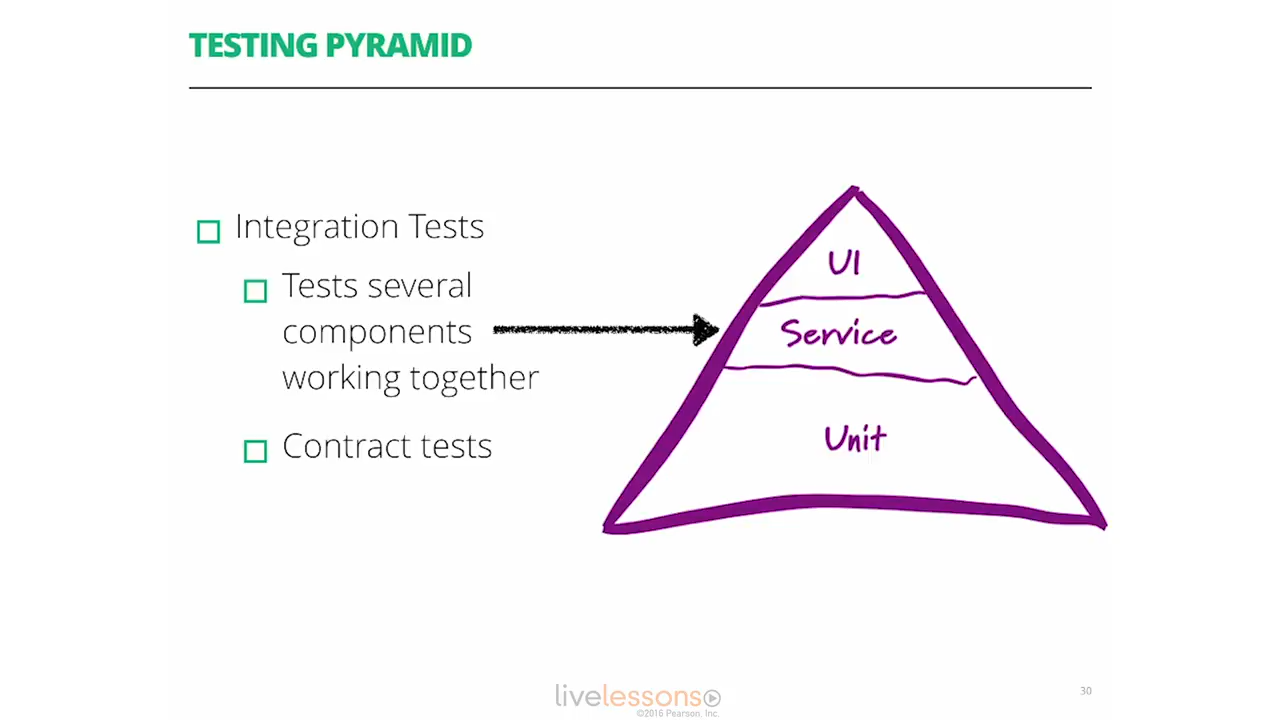 TESTING PYRAMID
Integration Tests
Tests several
components
working together
Contract tests
UI
Service
Unit
livelessons
©2016 Pearson, Inc.
30